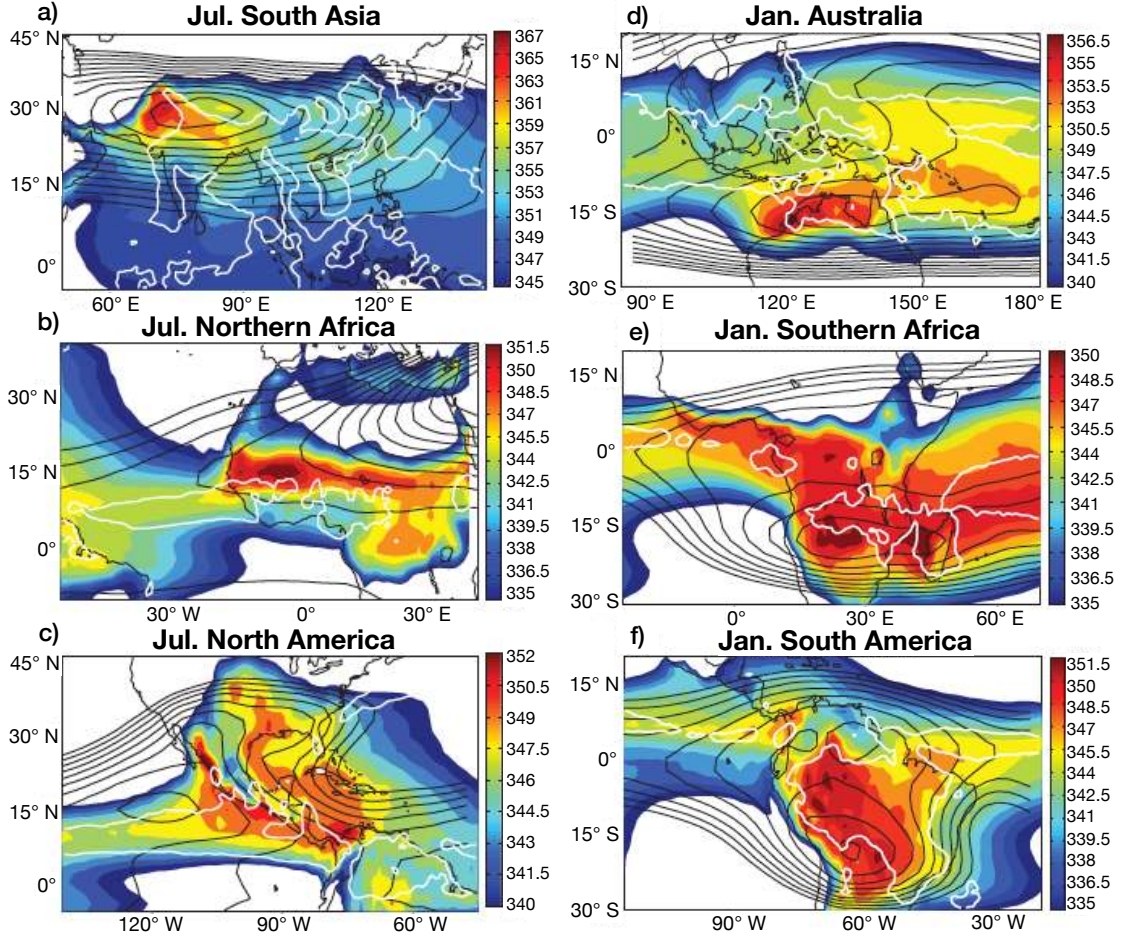 a)
Jul. South Asia
45° N
30° N
15° N
0°
60° E
90° E
120° E
367
365
363
361
359
357
355
353
351
349
347
345
d)
Jan. Australia
15° N
0°
15° S
30° S
90° E
120° E
150° E
180° E
356.5
355
353.5
352
350.5
349
347.5
346
344.5
343
341.5
340
b)
Jul. Northern Africa
30° N
15° N
0°
30° W
0°
30° E
351.5
350
348.5
347
345.5
344
342.5
341
339.5
338
336.5
335
e)
Jan. Southern Africa
15° N
0°
15° S
30° S
0°
30° E
60° E
350
348.5
347
345.5
344
342.5
341
339.5
338
336.5
335
c)
Jul. North America
45° N
30° N
15° N
0°
120° W
90° W
60° W
352
350.5
349
347.5
346
344.5
343
341.5
340
f)
Jan. South America
15° N
0°
15° S
30° S
90° W
60° W
30° W
351.5
350
348.5
347
345.5
344
342.5
341
339.5
338
336.5
335